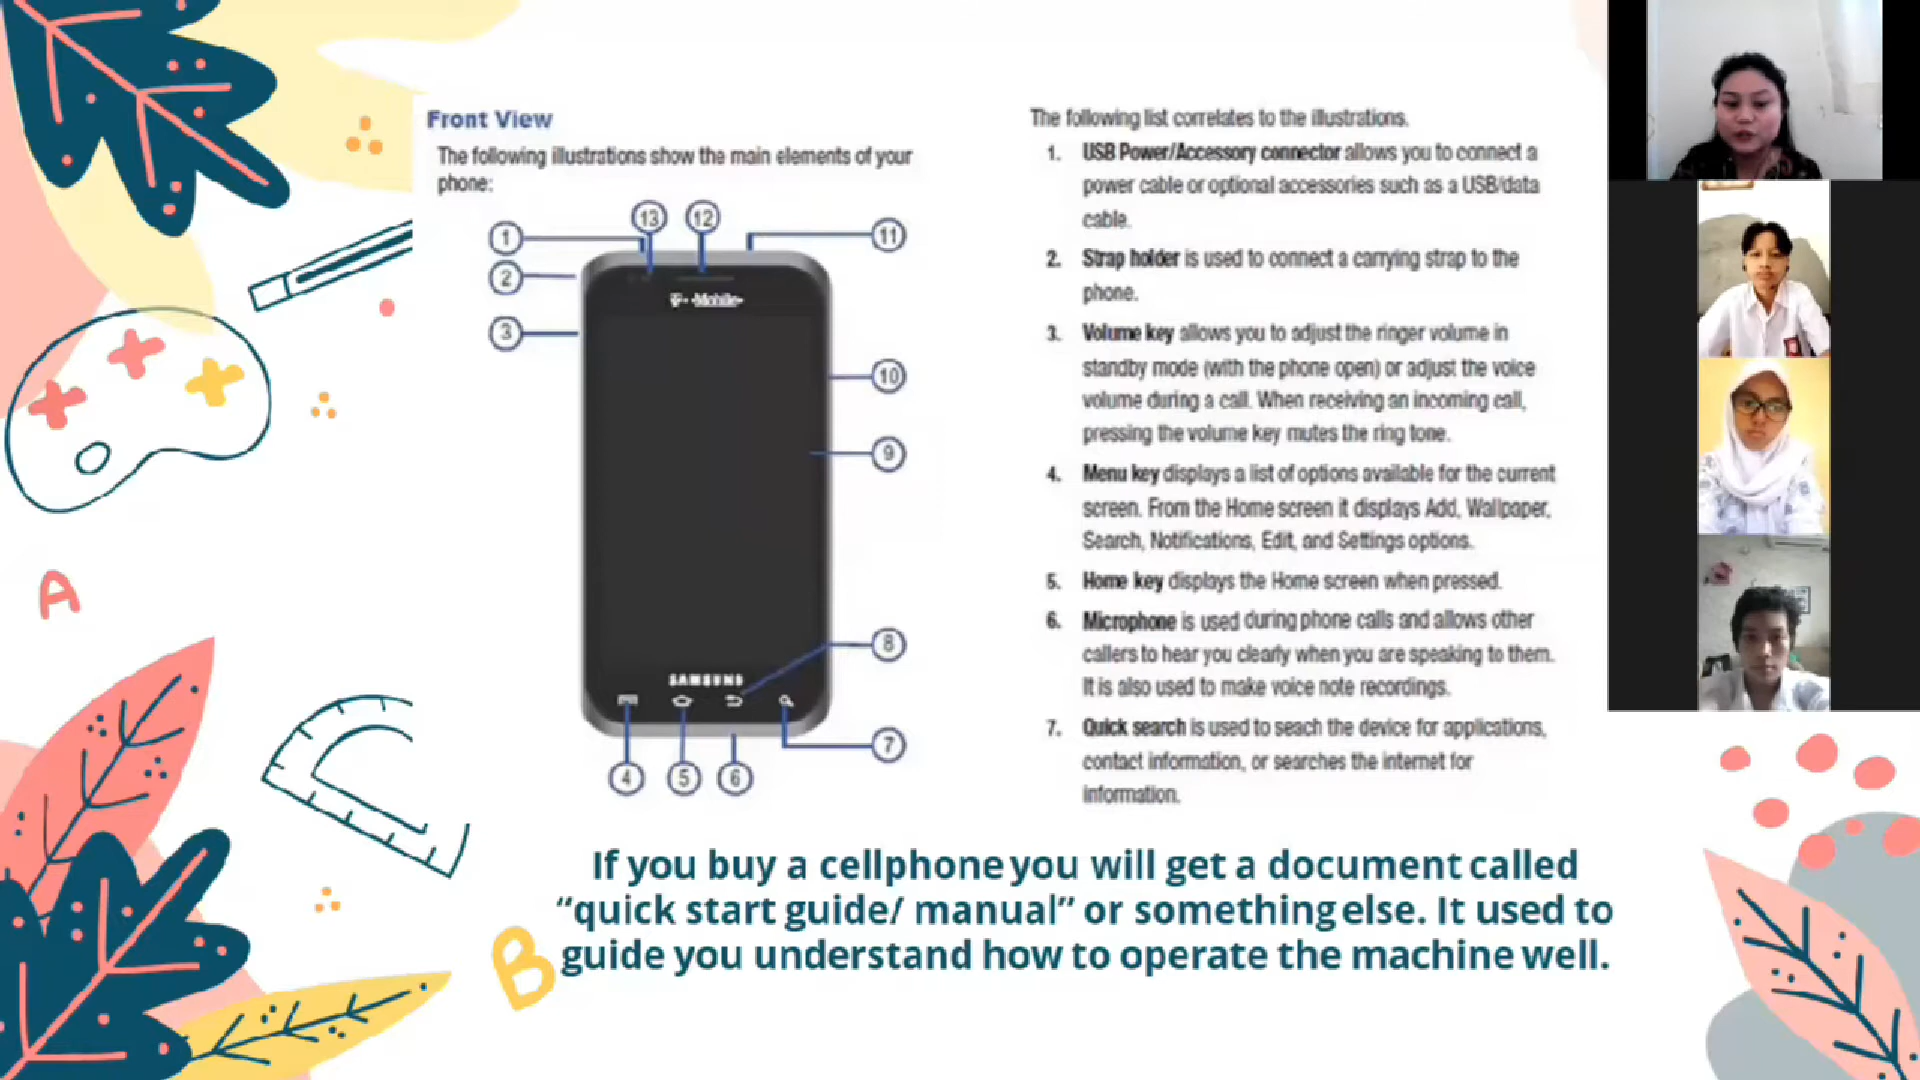 Front View
The following illustrations show the main elements of your
phone:
1
13
12
11
2
3
T··Mobile·
10
9
8
SAMSUNG
7
4
5
6
The following list correlates to the illustrations.
1. USB Power/Accessory connector allows you to connect a
power cable or optional accessories such as a USB/data
cable.
2. Strap holder is used to connect a carrying strap to the
phone.
3. Volume key allows you to adjust the ringer volume in
standby mode (with the phone open) or adjust the voice
volume during a call. When receiving an incoming call,
pressing the volume key mutes the ring tone.
4. Menu key displays a list of options available for the current
screen. From the Home screen it displays Add, Wallpaper,
Search, Notifications, Edit, and Settings options.
5. Home key displays the Home screen when pressed.
6. Microphone is used during phone calls and allows other
callers to hear you clearly when you are speaking to them.
It is also used to make voice note recordings.
7. Quick search is used to seach the device for applications,
contact information, or searches the internet for
information.
A
B
If you buy a cellphone you will get a document called
“quick start guide/ manual” or something else. It used to
guide you understand how to operate the machine well.